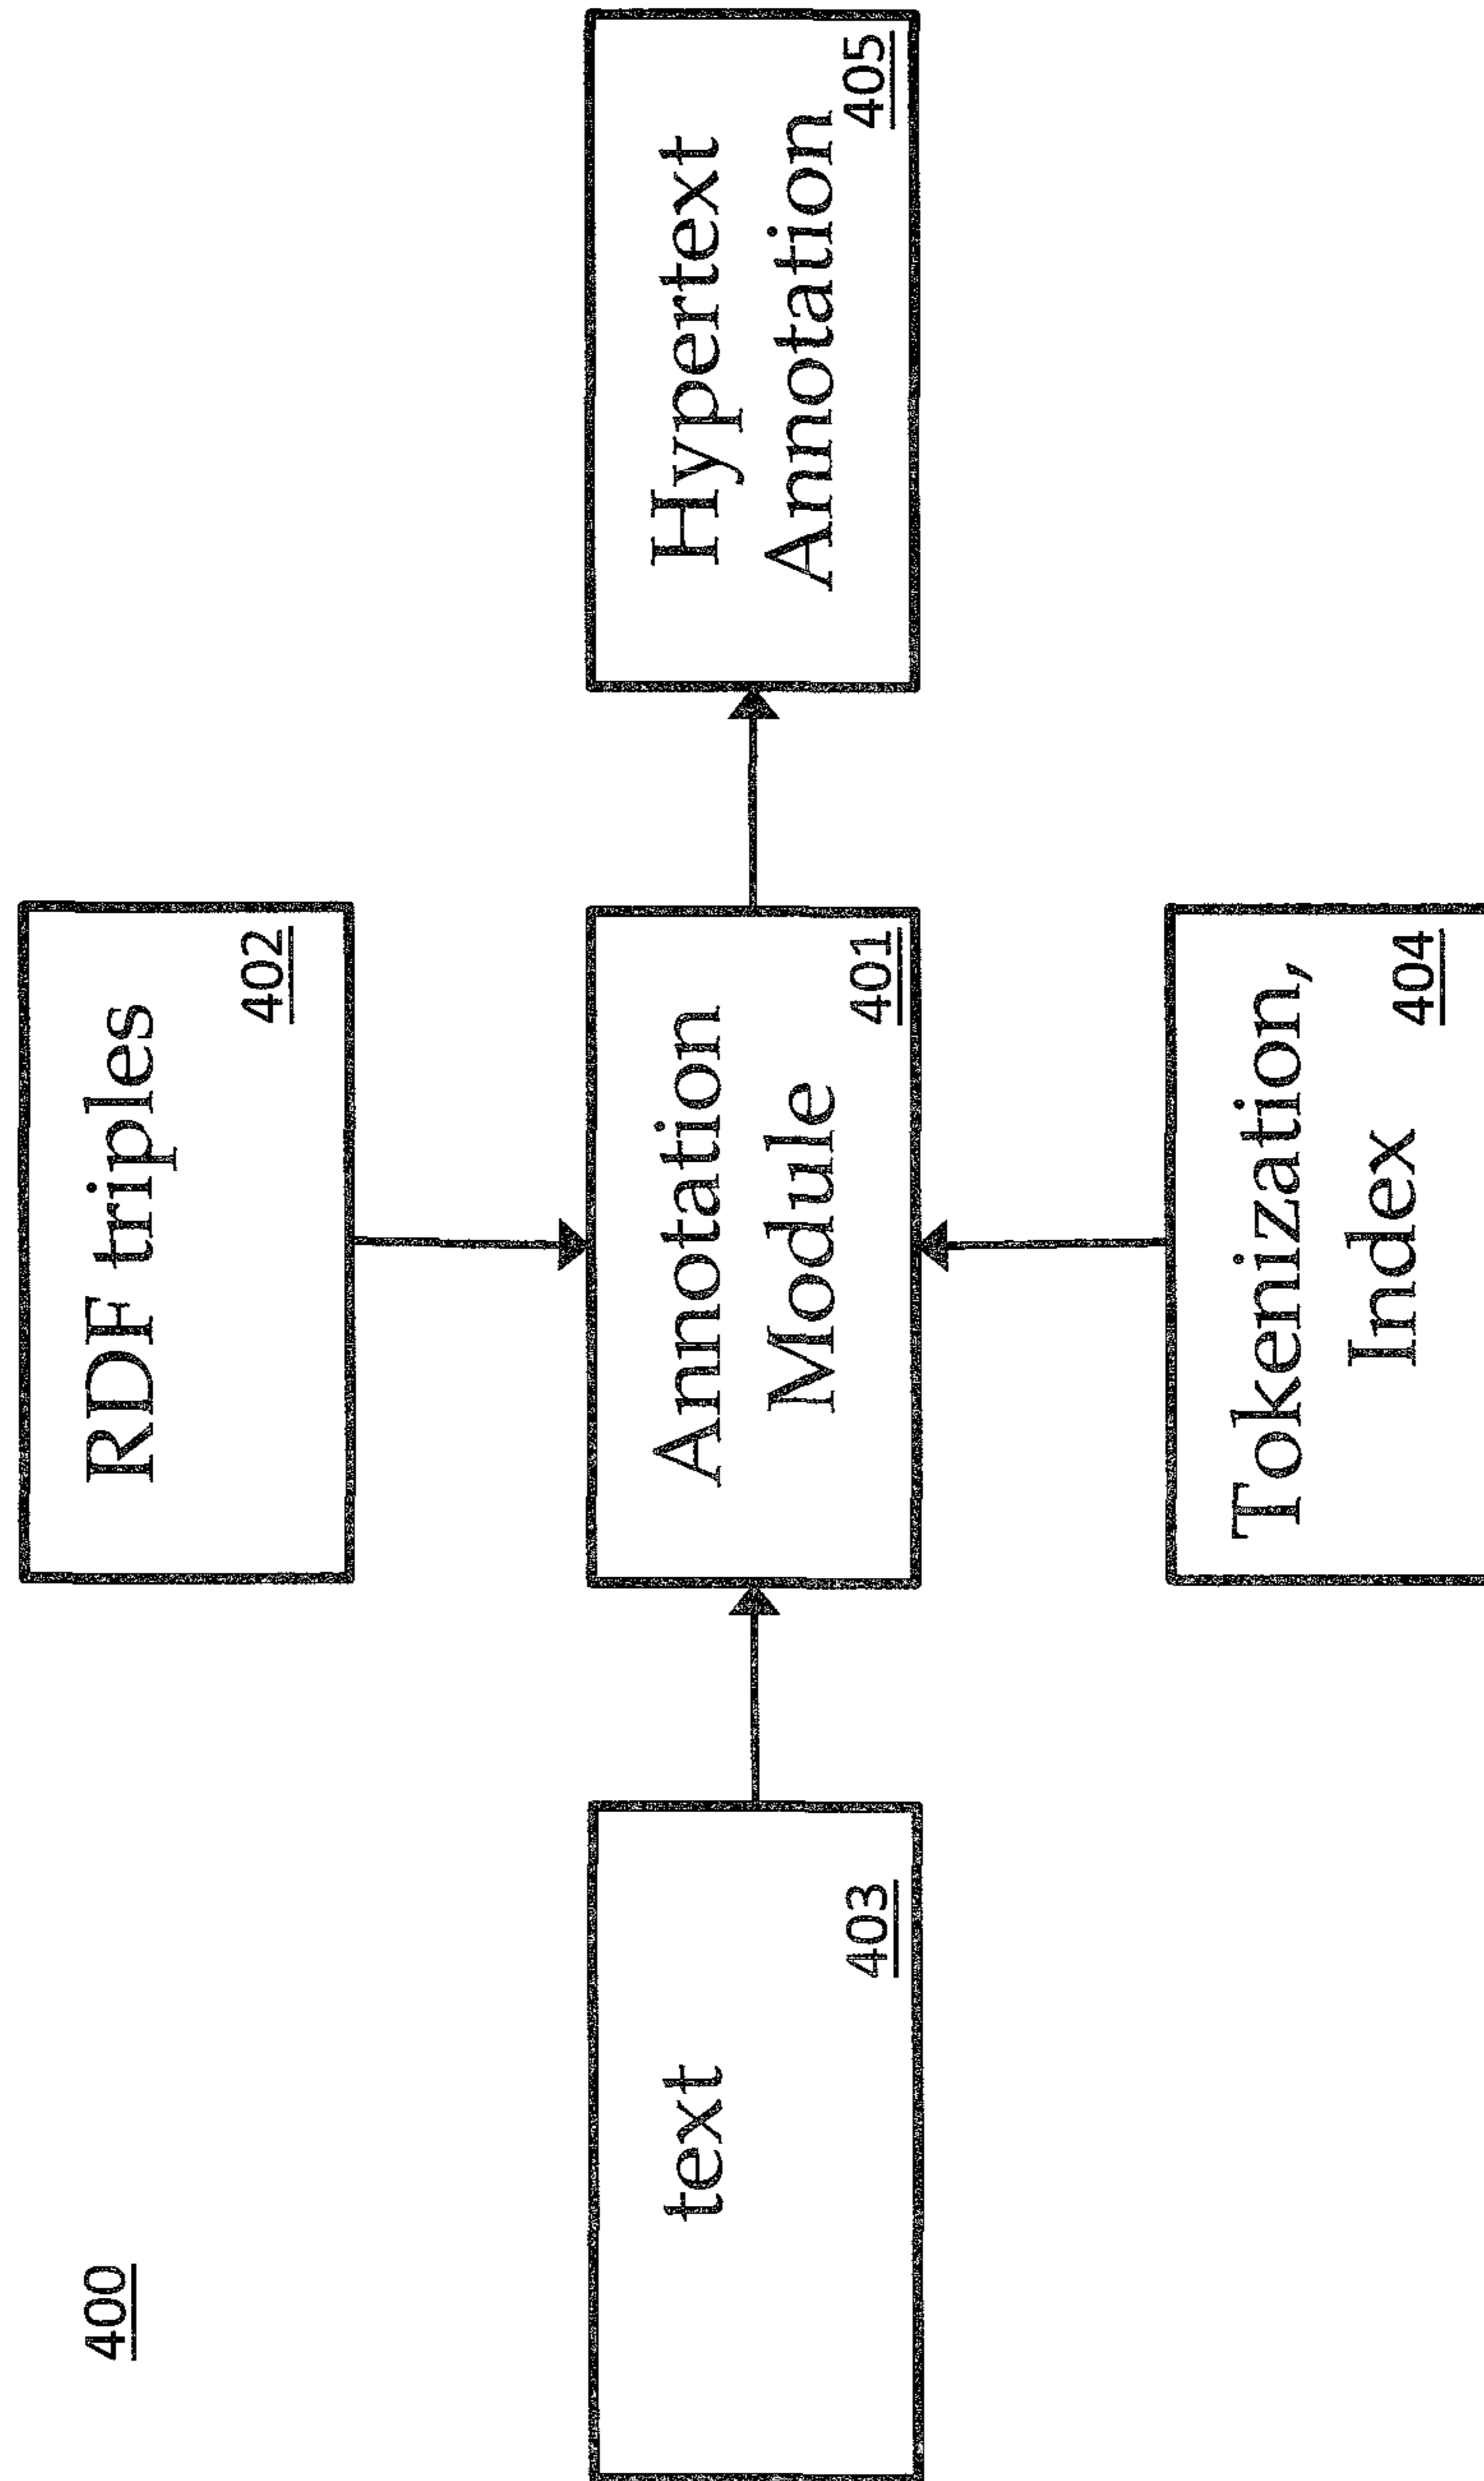 400
RDF triples
402
text
403
Annotation
Module
401
Hypertext
Annotation
405
Tokenization,
Index
404